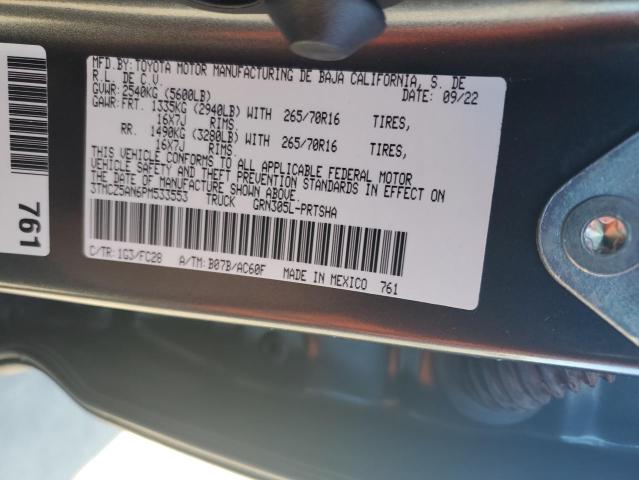 MFD. BY: TOYOTA MOTOR MANUFACTURING DE BAJA CALIFORNIA, S. DE
R.L. DE C.V. DATE: 09/22
GVWR: 2540KG (5600LB)
GAWR: FRT. 1335KG (2940LB) WITH 265/70R16 TIRES,
16X7J RIMS,
RR. 1490KG (3280LB) WITH 265/70R16 TIRES,
16X7J RIMS
THIS VEHICLE CONFORMS TO ALL APPLICABLE FEDERAL MOTOR
VEHICLE SAFETY AND THEFT PREVENTION STANDARDS IN EFFECT ON
THE DATE OF MANUFACTURE SHOWN ABOVE.
3TMCZ5AN6PM533553 TRUCK GRN305L-PRTSHA
C/TR: 1G3/FC28 A/TM: B07B/AC60F MADE IN MEXICO 761
761